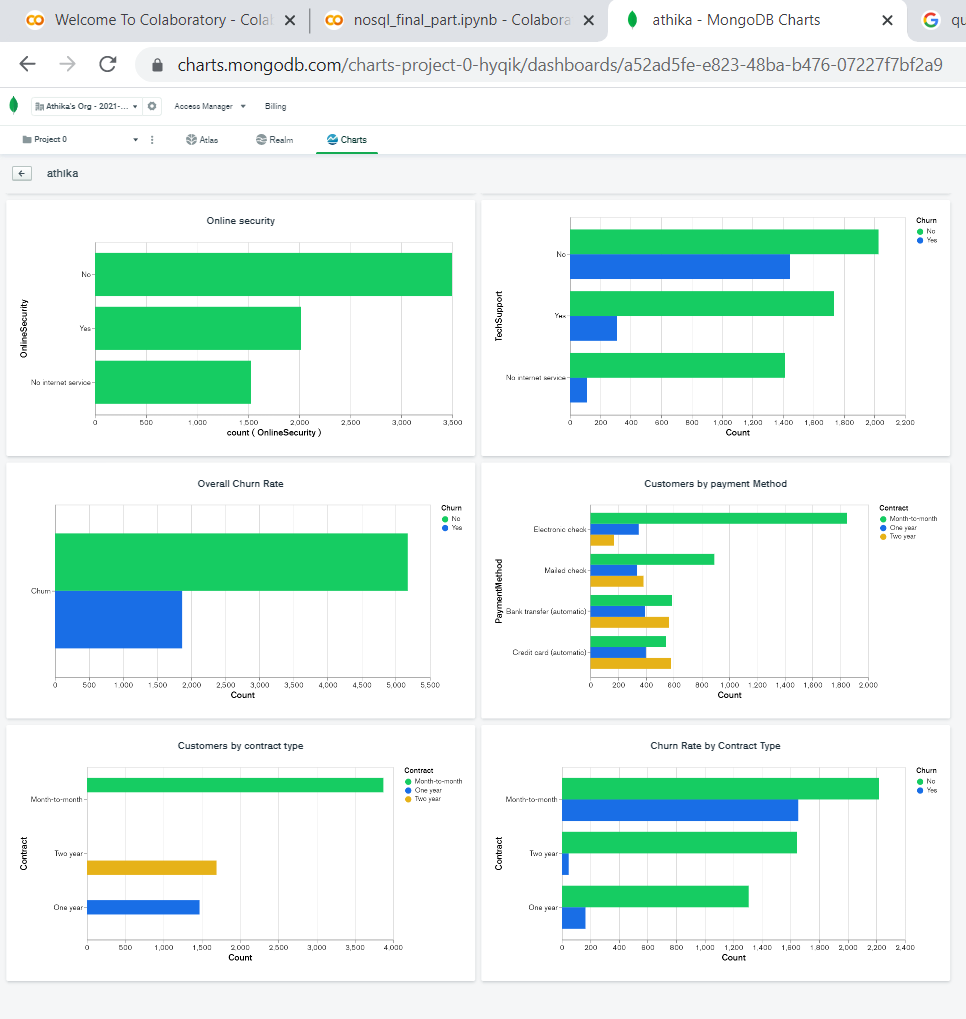 Welcome To Colaboratory - Colab
nosql_final_part.ipynb - Colabora
athika - MongoDB Charts
qu
charts.mongodb.com/charts-project-0-hyqik/dashboards/a52ad5fe-e823-48ba-b476-07227f7bf2a9
Athika's Org - 2021-...
Access Manager
Billing
Project 0
Atlas
Realm
Charts
athika
Online security
OnlineSecurity
No
Yes
No internet service
0 500 1,000 1,500 2,000 2,500 3,000 3,500
count ( OnlineSecurity )
TechSupport
No
Yes
No internet service
0 200 400 600 800 1,000 1,200 1,400 1,600 1,800 2,000 2,200
Count
Churn
No
Yes
Overall Churn Rate
Churn
0 500 1,000 1,500 2,000 2,500 3,000 3,500 4,000 4,500 5,000 5,500
Count
Churn
No
Yes
Customers by payment Method
PaymentMethod
Electronic check
Mailed check
Bank transfer (automatic)
Credit card (automatic)
0 200 400 600 800 1,000 1,200 1,400 1,600 1,800 2,000
Count
Contract
Month-to-month
One year
Two year
Customers by contract type
Contract
Month-to-month
Two year
One year
0 500 1,000 1,500 2,000 2,500 3,000 3,500 4,000
Count
Contract
Month-to-month
One year
Two year
Churn Rate by Contract Type
Contract
Month-to-month
Two year
One year
0 200 400 600 800 1,000 1,200 1,400 1,600 1,800 2,000 2,200 2,400
Count
Churn
No
Yes